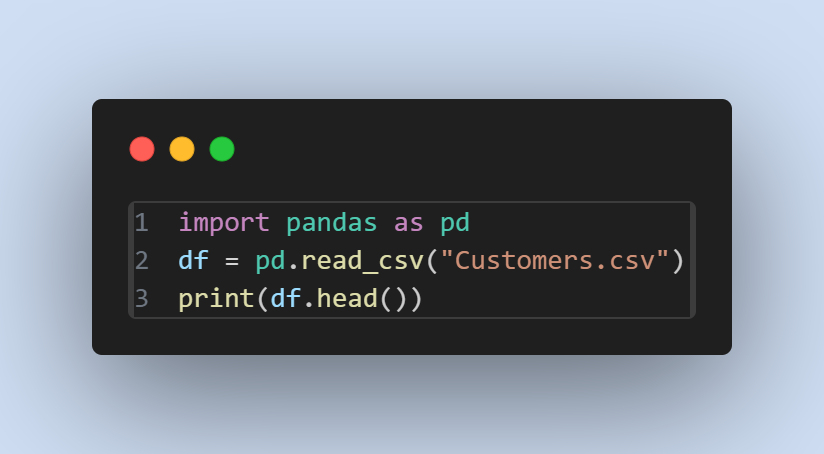 1 import pandas as pd
2 df = pd.read_csv("Customers.csv")
3 print(df.head())